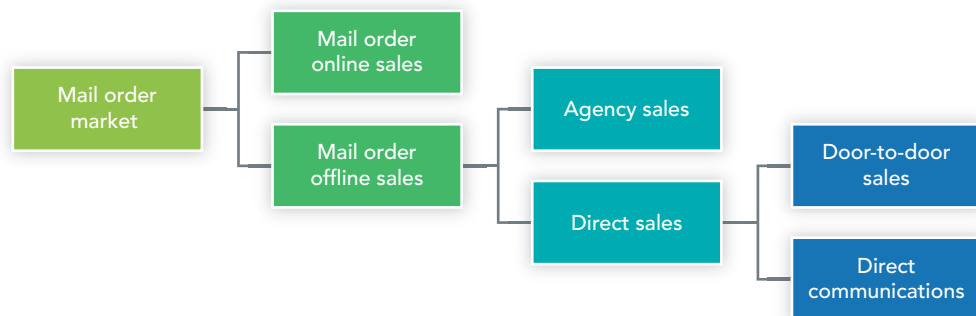 Mail order
market
Mail order
online sales
Mail order
offline sales
Agency sales
Direct sales
Door-to-door
sales
Direct
communications